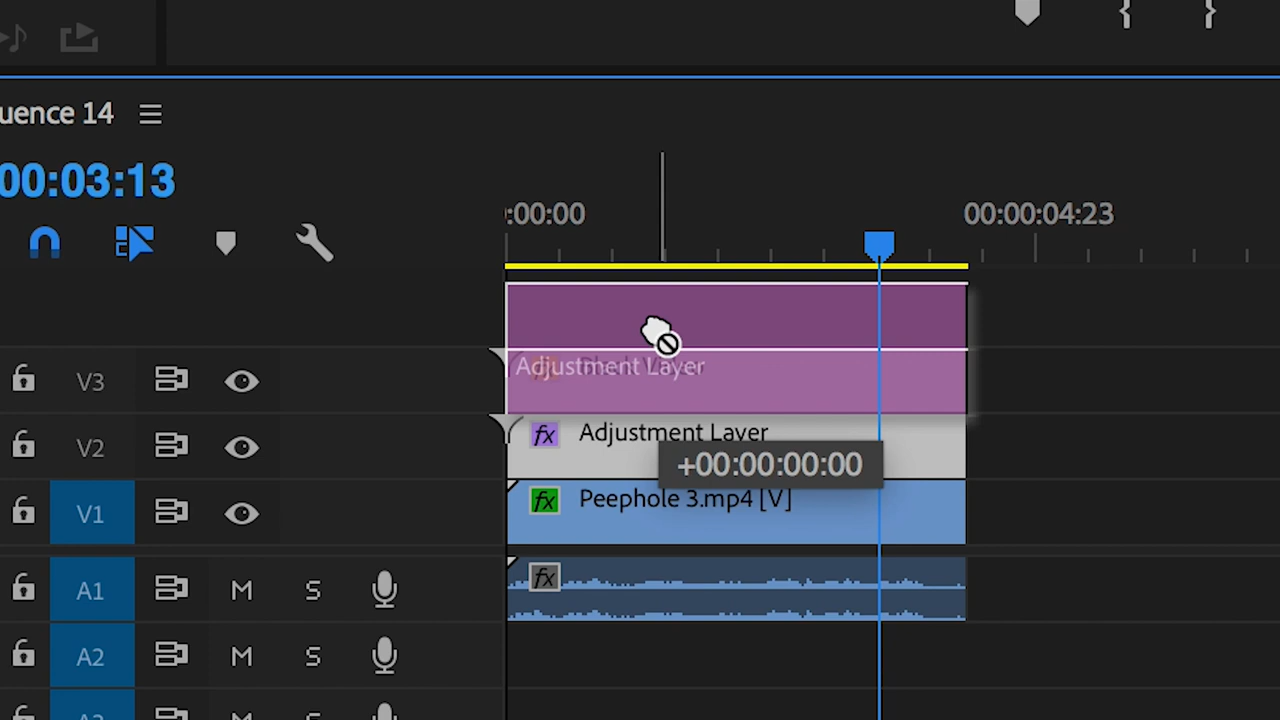 uence 14
00:03:13
:00:00
00:00:04:23
V3
Adjustment Layer
V2
fx
Adjustment Layer
+00:00:00:00
V1
fx
Peephole 3.mp4 [V]
A1
M
S
fx
A2
M
S